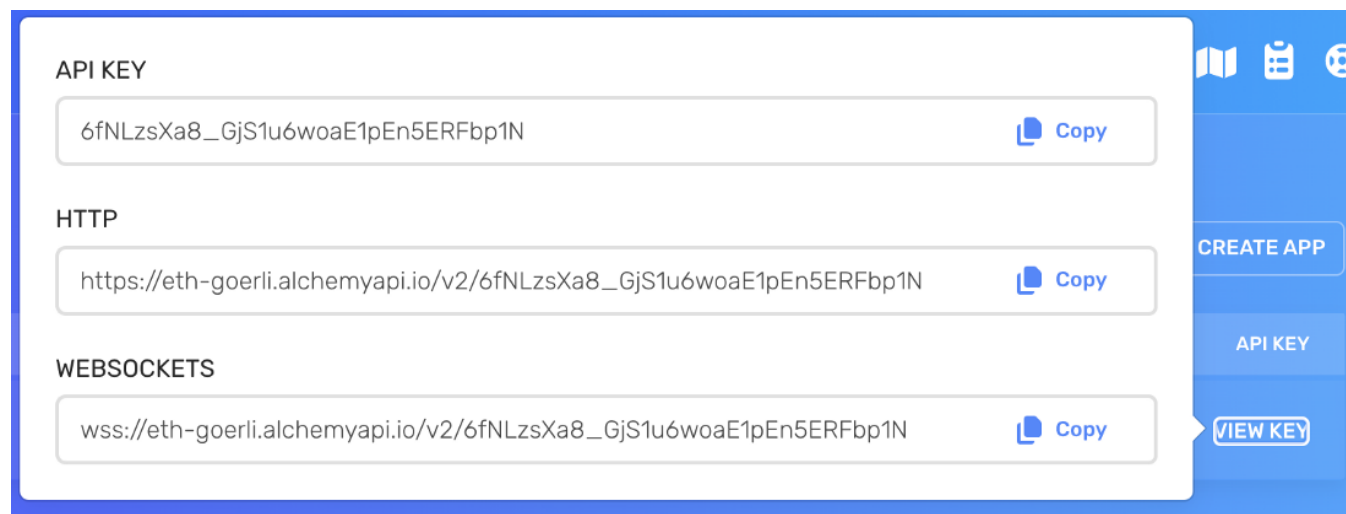 API KEY
6fNLzsXa8_GjS1u6woaE1pEn5ERFbp1N
Copy
HTTP
https://eth-goerli.alchemyapi.io/v2/6fNLzsXa8_GjS1u6woaE1pEn5ERFbp1N
Copy
WEBSOCKETS
wss://eth-goerli.alchemyapi.io/v2/6fNLzsXa8_GjS1u6woaE1pEn5ERFbp1N
Copy
CREATE APP
API KEY
VIEW KEY